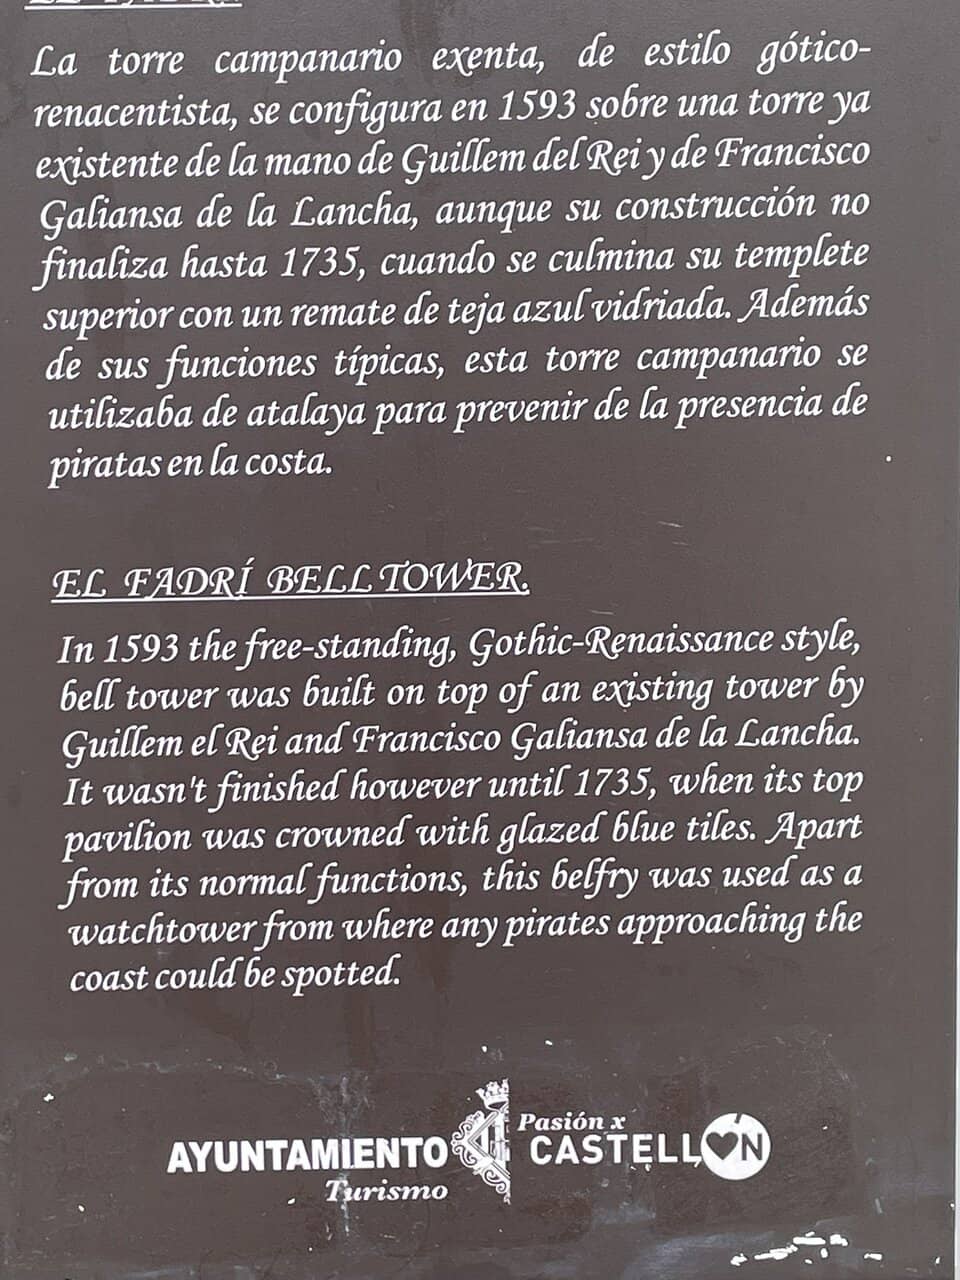 EL FADRÍ.
La torre campanario exenta, de estilo gótico-
renacentista, se configura en 1593 sobre una torre ya
existente de la mano de Guillem del Rei y de Francisco
Galiansa de la Lancha, aunque su construcción no
finaliza hasta 1735, cuando se culmina su templete
superior con un remate de teja azul vidriada. Además
de sus funciones típicas, esta torre campanario se
utilizaba de atalaya para prevenir de la presencia de
piratas en la costa.
EL FADRÍ BELL TOWER.
In 1593 the free-standing, Gothic-Renaissance style,
bell tower was built on top of an existing tower by
Guillem el Rei and Francisco Galiansa de la Lancha.
It wasn't finished however until 1735, when its top
pavilion was crowned with glazed blue tiles. Apart
from its normal functions, this belfry was used as a
watchtower from where any pirates approaching the
coast could be spotted.
AYUNTAMIENTO
Turismo
Pasión x
CASTELLON